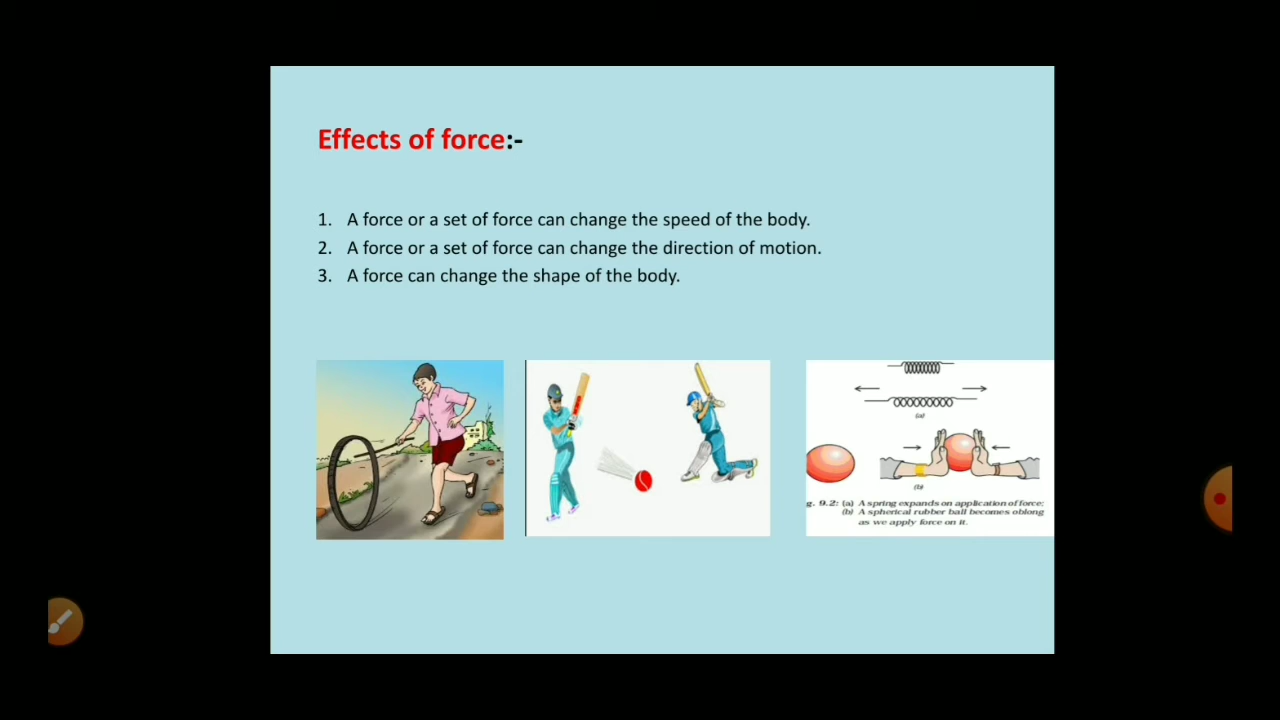 Effects of force:-
1. A force or a set of force can change the speed of the body.
2. A force or a set of force can change the direction of motion.
3. A force can change the shape of the body.
(a)
(b)
g. 9.2: (a) A spring expands on application of force;
(b) A spherical rubber ball becomes oblong
as we apply force on it.